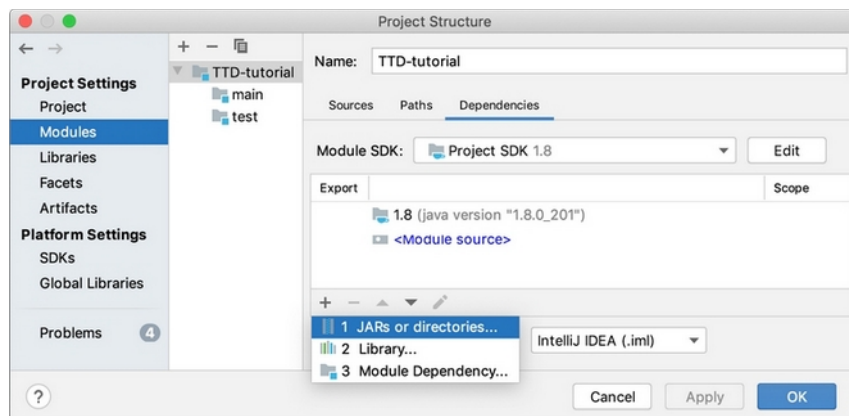 Project Structure
Project Settings
Project
Modules
Libraries
Facets
Artifacts
Platform Settings
SDKs
Global Libraries
Problems 4
TTD-tutorial
main
test
Name: TTD-tutorial
Sources Paths Dependencies
Module SDK: Project SDK 1.8 Edit
Export Scope
1.8 (java version "1.8.0_201")
<Module source>
1 JARs or directories...
2 Library...
3 Module Dependency...
IntelliJ IDEA (.iml)
? Cancel Apply OK